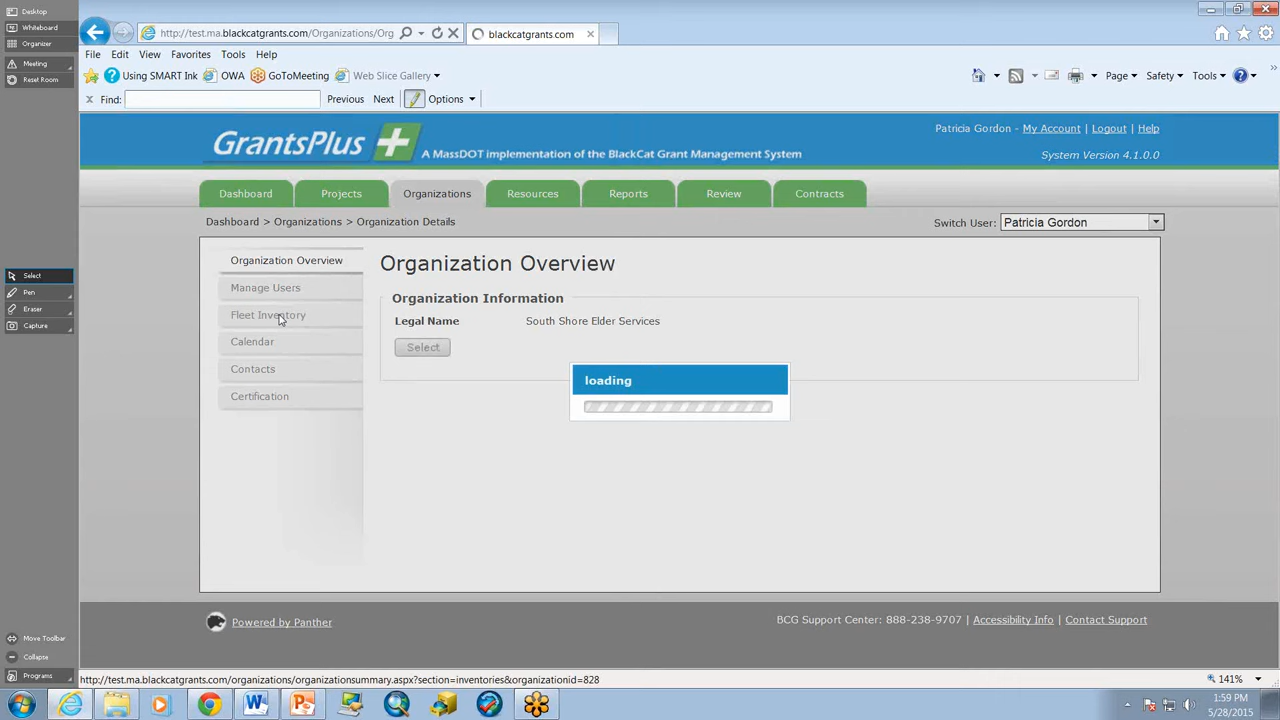 Desktop
Whiteboard
Organizer
Meeting
Reset Room
Select
Pen
Eraser
Capture
Move Toolbar
Collapse
Programs
http://test.ma.blackcatgrants.com/Organizations/Org
blackcatgrants.com
File Edit View Favorites Tools Help
Using SMART Ink OWA GoToMeeting Web Slice Gallery
Page Safety Tools
Find: Previous Next Options
GrantsPlus+ A MassDOT implementation of the BlackCat Grant Management System
Patricia Gordon - My Account | Logout | Help
System Version 4.1.0.0
Dashboard Projects Organizations Resources Reports Review Contracts
Dashboard > Organizations > Organization Details
Switch User: Patricia Gordon
Organization Overview
Manage Users
Fleet Inventory
Calendar
Contacts
Certification
Organization Overview
Organization Information
Legal Name South Shore Elder Services
Select
loading
Powered by Panther
BCG Support Center: 888-238-9707 | Accessibility Info | Contact Support
http://test.ma.blackcatgrants.com/organizations/organizationsummary.aspx?section=inventories&organizationid=828
141%
1:59 PM
5/28/2015